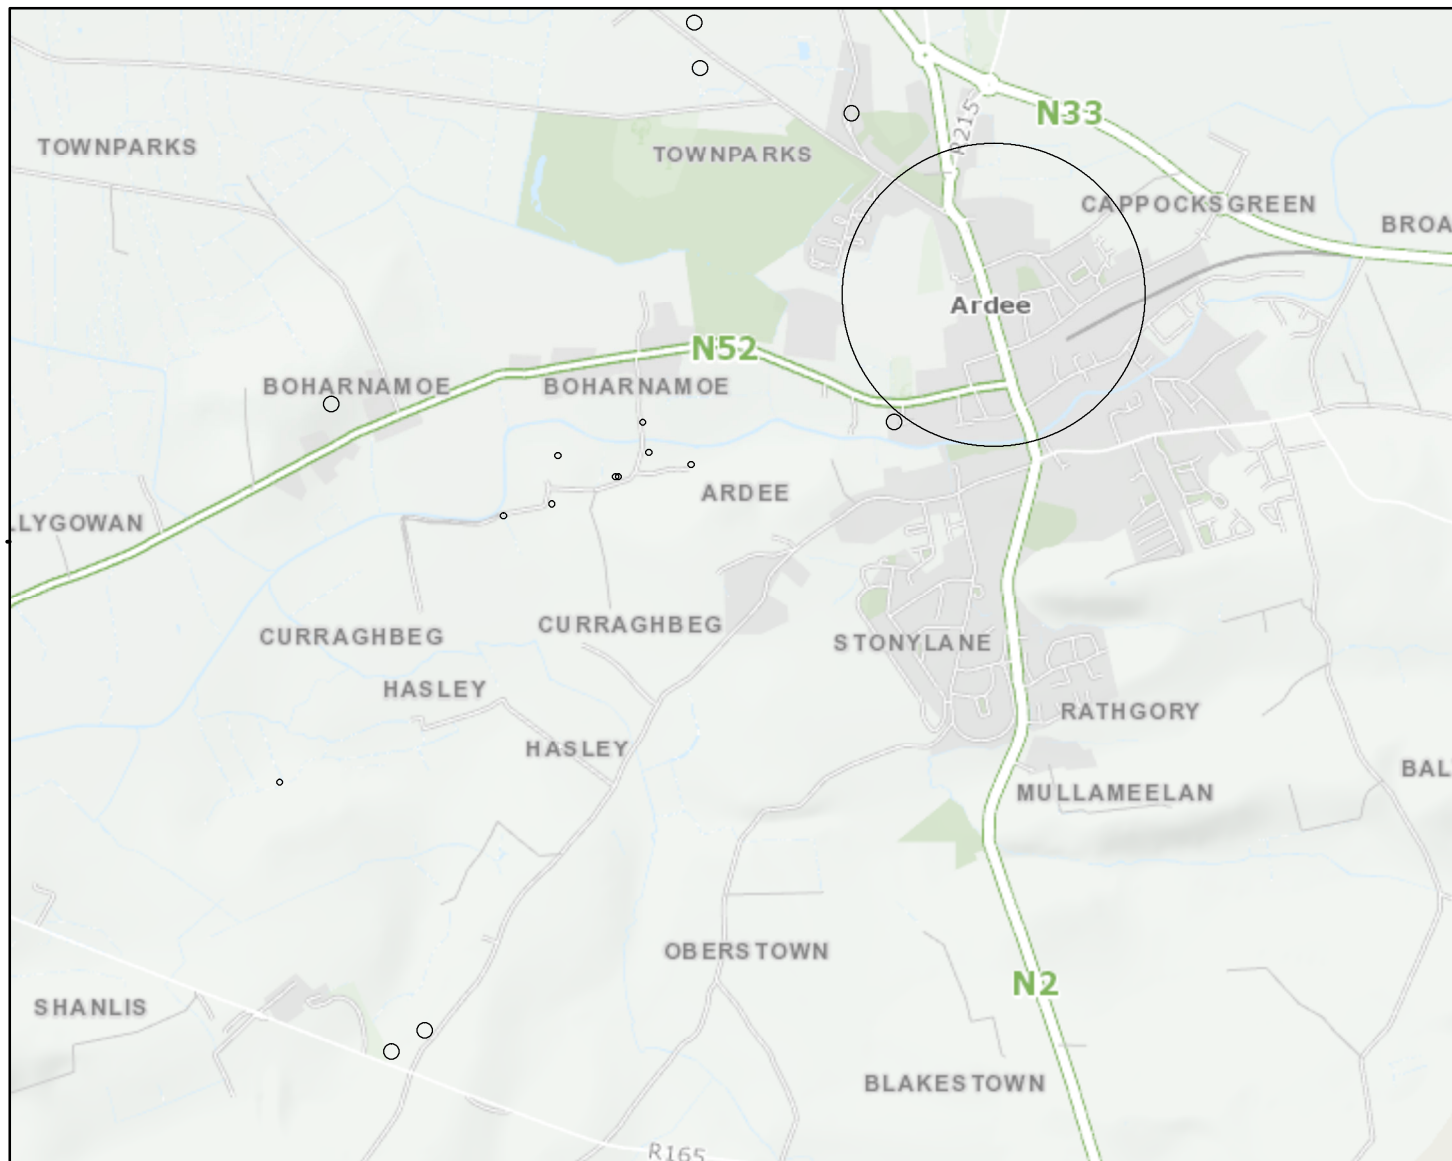 N33
R215
TOWNPARKS
TOWNPARKS
CAPPOCKSGREEN
BROA
Ardee
N52
BOHARNAMOE
BOHARNAMOE
ARDEE
LLYGOWAN
CURRAGHBEG
CURRAGHBEG
STONYLANE
HASLEY
RATHGORY
HASLEY
BAL
MULLAMEELAN
OBERSTOWN
N2
SHANLIS
BLAKESTOWN
R165